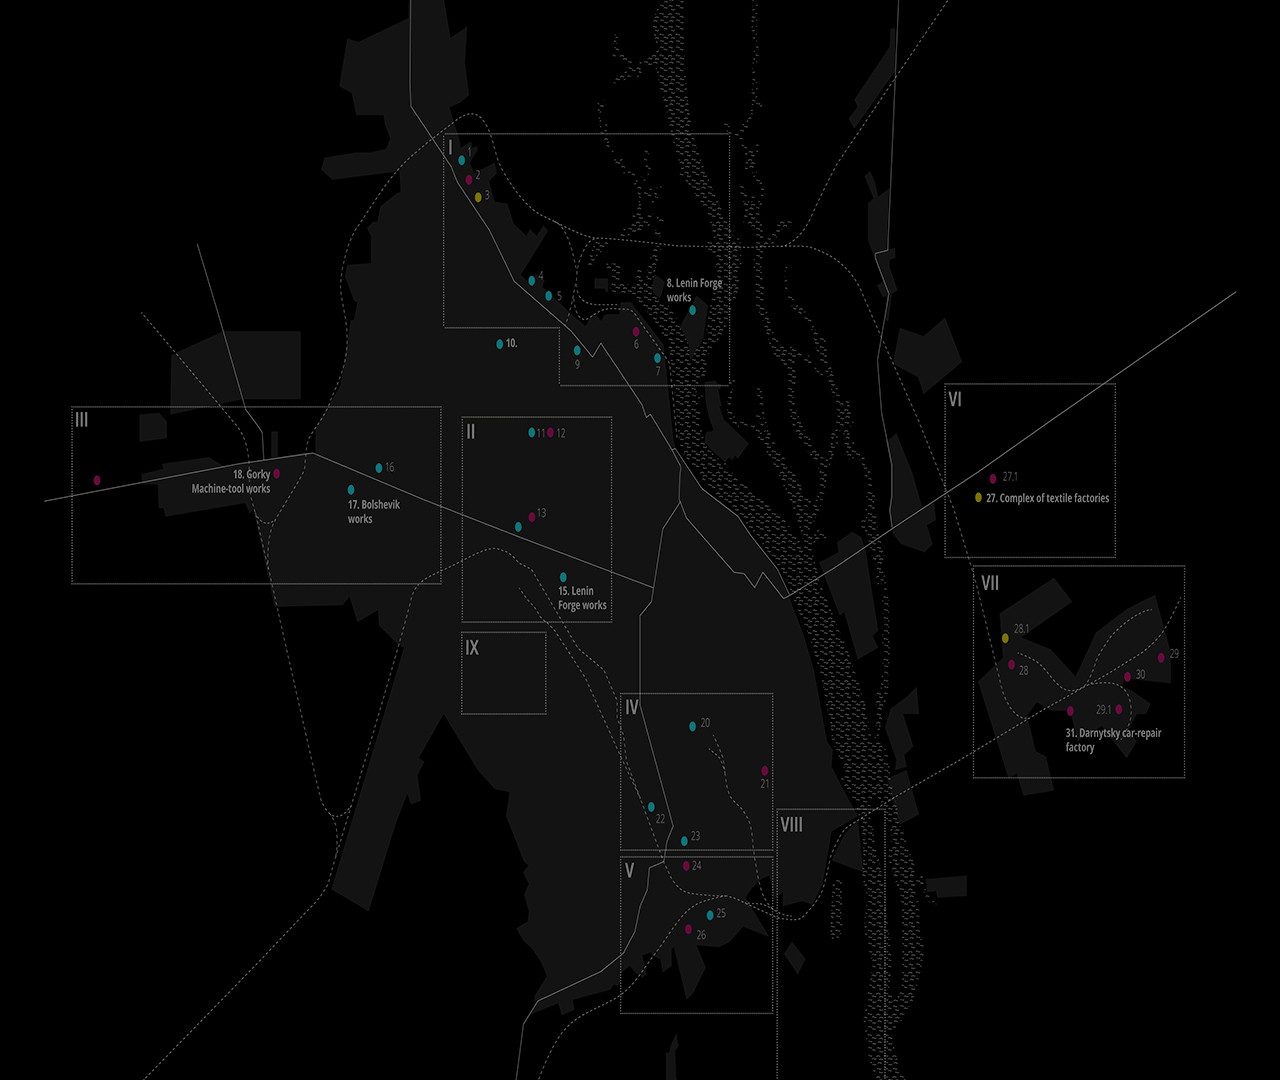 I
1
2
3
4
5
8. Lenin Forge
works
6
7
9
10.
III
II
11
12
VI
16
18. Gorky
Machine-tool works
17. Bolshevik
works
13
27.1
27. Complex of textile factories
15. Lenin
Forge works
VII
28.1
28
29
30
29.1
31. Darnytsky car-repair
factory
IX
IV
20
21
22
23
VIII
V
24
25
26